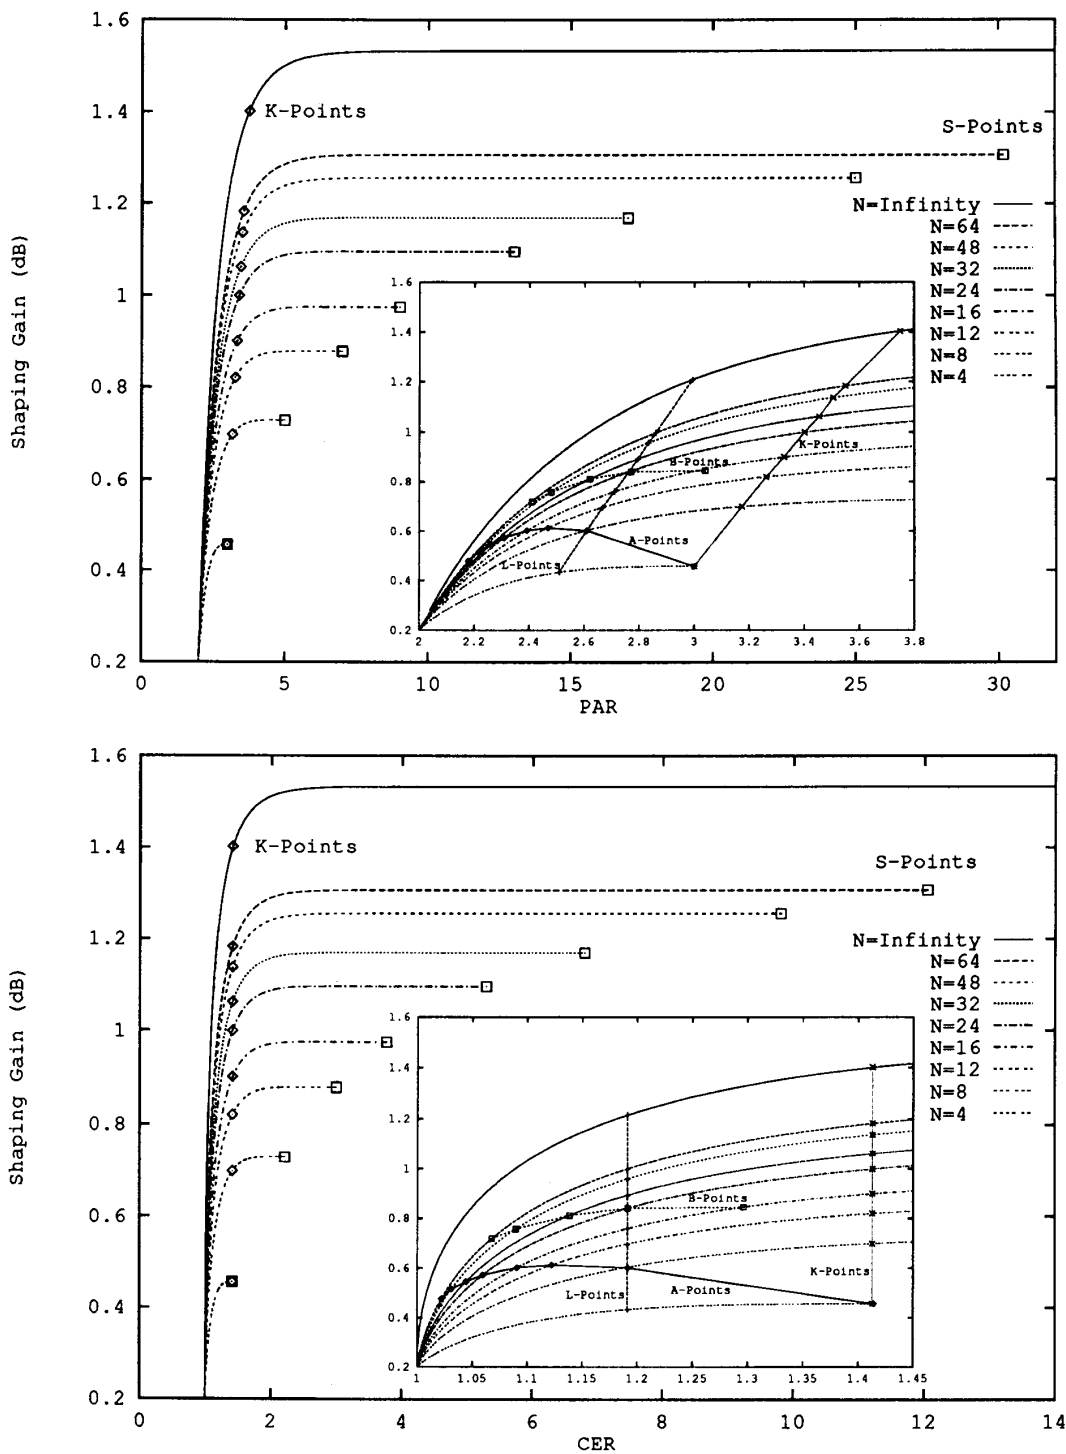 1.6
1.4
1.2
1
0.8
0.6
0.4
0.2
Shaping Gain (dB)
K-Points
S-Points
N=Infinity
N=64
N=48
N=32
N=24
N=16
N=12
N=8
N=4
1.6
1.4
1.2
1
0.8
0.6
0.4
0.2
K-Points
B-Points
A-Points
L-Points
2 2.2 2.4 2.6 2.8 3 3.2 3.4 3.6 3.8
0 5 10 15 20 25 30
PAR
1.6
1.4
1.2
1
0.8
0.6
0.4
0.2
Shaping Gain (dB)
K-Points
S-Points
N=Infinity
N=64
N=48
N=32
N=24
N=16
N=12
N=8
N=4
1.6
1.4
1.2
1
0.8
0.6
0.4
0.2
B-Points
K-Points
L-Points
A-Points
1 1.05 1.1 1.15 1.2 1.25 1.3 1.35 1.4 1.45
0 2 4 6 8 10 12 14
CER